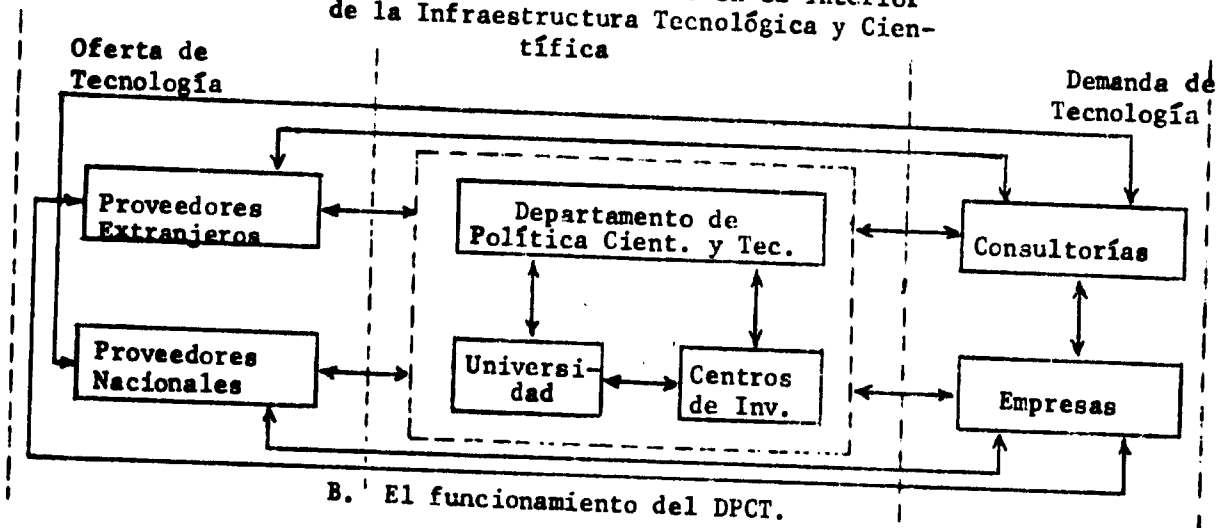 de la Infraestructura Tecnológica y Cien-
tífica
Oferta de
Tecnología
Demanda de
Tecnología
Proveedores
Extranjeros
Departamento de
Política Cient. y Tec.
Consultorías
Proveedores
Nacionales
Universi-
dad
Centros
de Inv.
Empresas
B. El funcionamiento del DPCT.